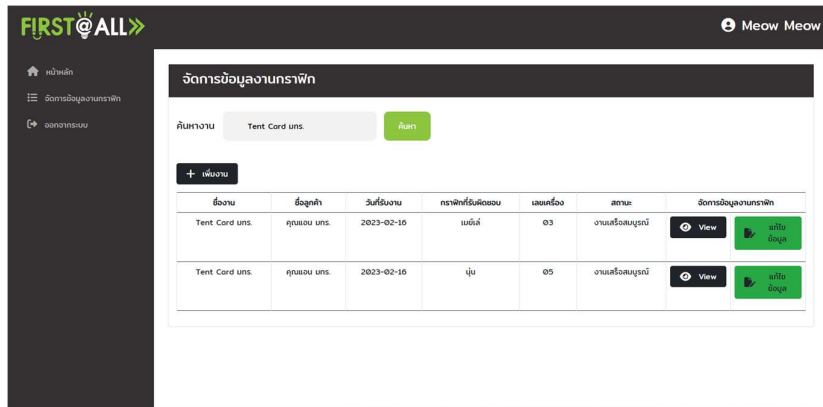 FIRST@ALL
Meow Meow
หน้าหลัก
จัดการข้อมูลงานกราฟิก
ออกจากระบบ
จัดการข้อมูลงานกราฟิก
ค้นหางาน Tent Card มทร. ค้นหา
+ เพิ่มงาน
ชื่องาน ชื่อลูกค้า วันที่รับงาน กราฟิกที่รับผิดชอบ เลขเครื่อง สถานะ จัดการข้อมูลงานกราฟิก
Tent Card มทร. คุณแอน มทร. 2023-02-16 เมย์เล่ 03 งานเสร็จสมบูรณ์ View แก้ไข
ข้อมูล
Tent Card มทร. คุณแอน มทร. 2023-02-16 นุ่น 05 งานเสร็จสมบูรณ์ View แก้ไข
ข้อมูล